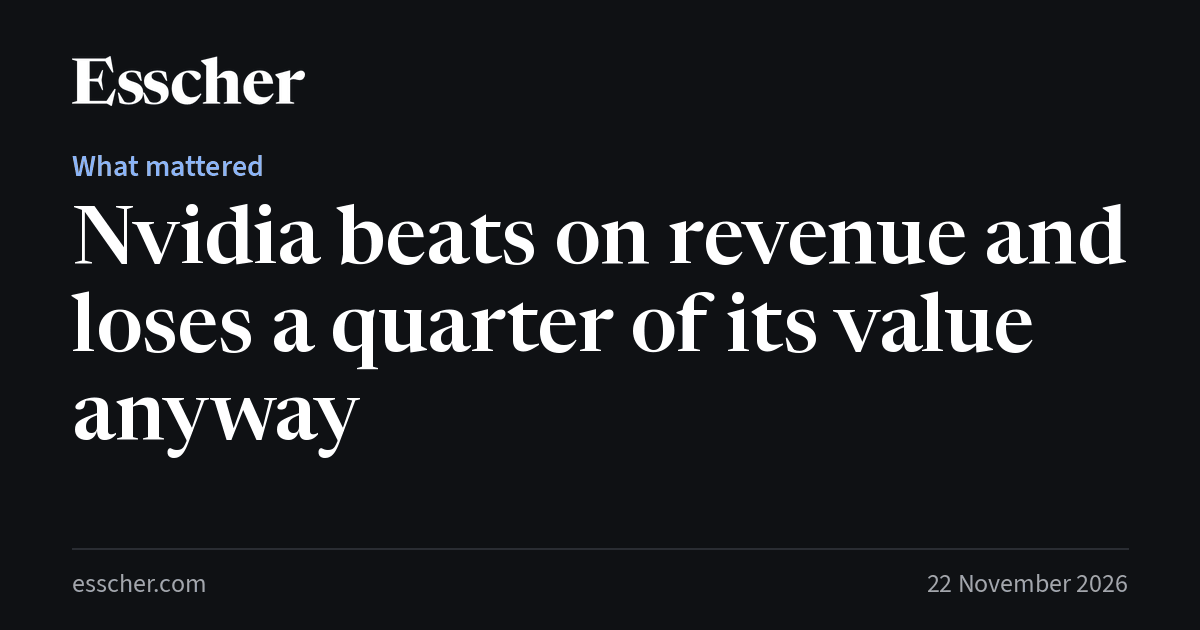 Esscher
What mattered
Nvidia beats on revenue and
loses a quarter of its value
anyway
esscher.com
22 November 2026